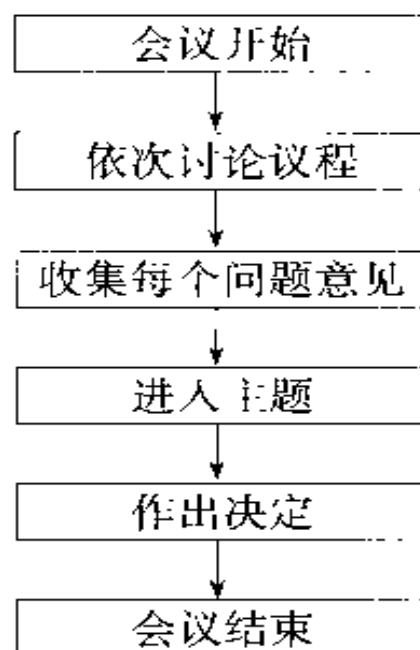 会议开始
依次讨论议程
收集每个问题意见
进入主题
作出决定
会议结束